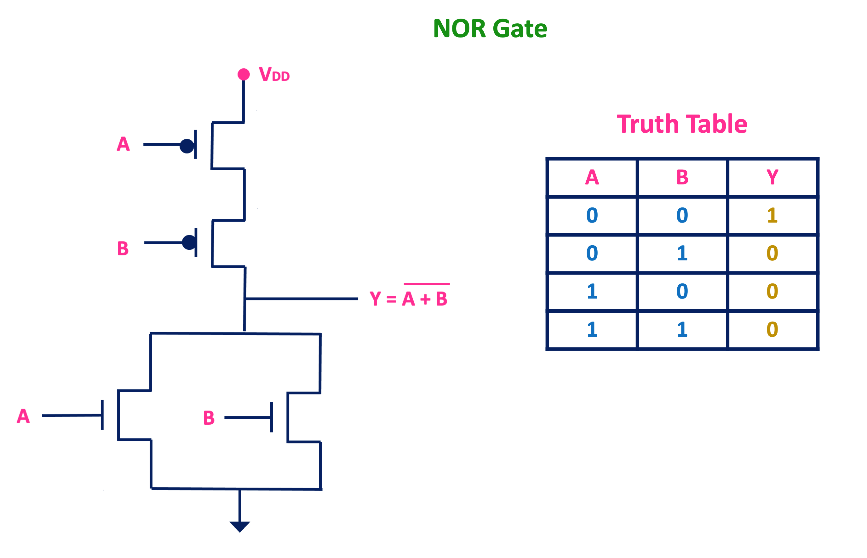 NOR Gate
VDD
A
B
Y = A + B
A
B
Truth Table
A B Y
0 0 1
0 1 0
1 0 0
1 1 0